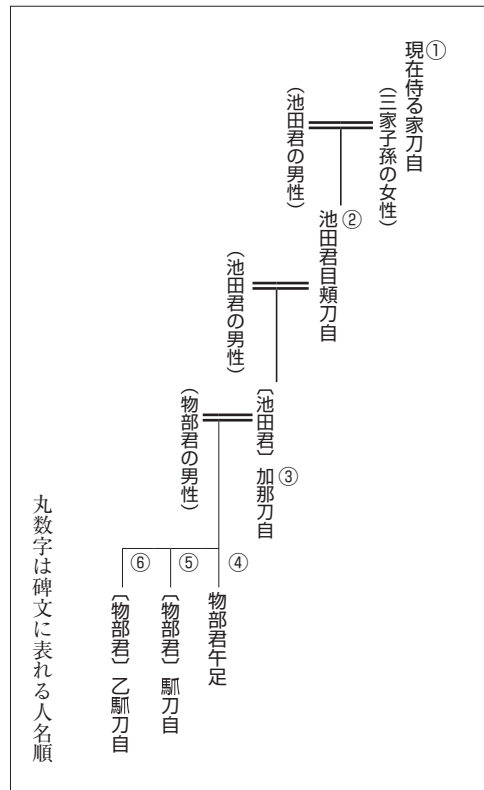 ①
現在侍る家刀自
（三家子孫の女性）
（池田君の男性）
②
池田君目頬刀自
（池田君の男性）
③
〔池田君〕加那刀自
（物部君の男性）
④
物部君午足
⑤
〔物部君〕馴刀自
⑥
〔物部君〕乙馴刀自
丸数字は碑文に表れる人名順